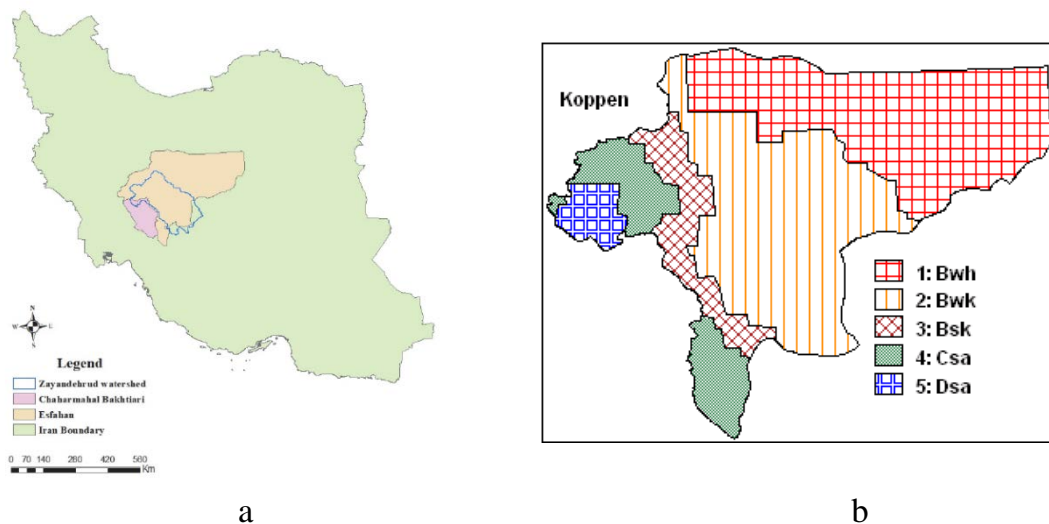 N
W
E
S
Legend
Zayandehrud watershed
Chaharmahal Bakhtiari
Esfahan
Iran Boundary
0 70 140 280 420 560
Km
a
Koppen
1: Bwh
2: Bwk
3: Bsk
4: Csa
5: Dsa
b